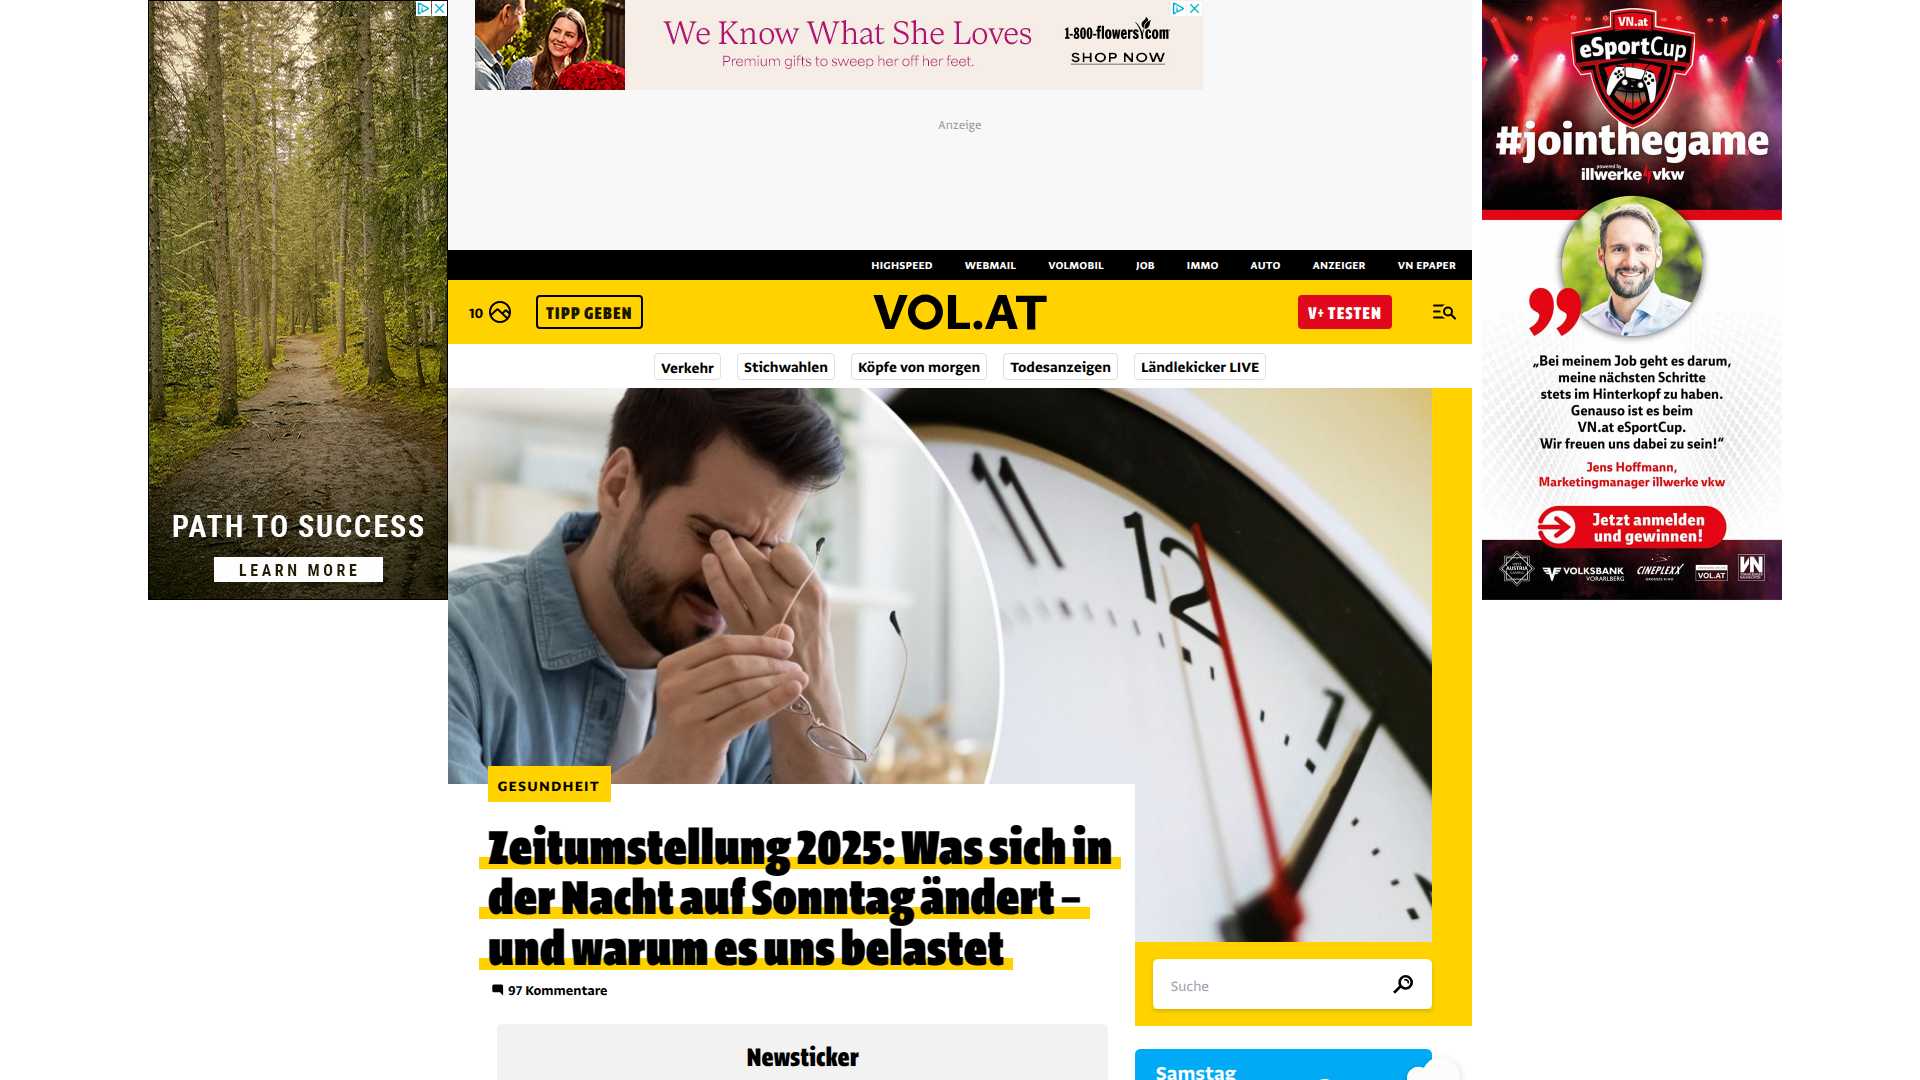 We Know What She Loves
Premium gifts to sweep her off her feet.
1-800-flowers.com
SHOP NOW
Anzeige
PATH TO SUCCESS
LEARN MORE
HIGHSPEED WEBMAIL VOLMOBIL JOB IMMO AUTO ANZEIGER VN EPAPER
10 TIPP GEBEN VOL.AT V+ TESTEN
Verkehr Stichwahlen Köpfe von morgen Todesanzeigen Ländlekicker LIVE
11 12 1
GESUNDHEIT
Zeitumstellung 2025: Was sich in
der Nacht auf Sonntag ändert –
und warum es uns belastet
97 Kommentare
Newsticker
Suche
Samstag
VN.at
eSportCup
#jointhegame
powered by
illwerke vkw
„Bei meinem Job geht es darum,
meine nächsten Schritte
stets im Hinterkopf zu haben.
Genauso ist es beim
VN.at eSportCup.
Wir freuen uns dabei zu sein!“
Jens Hoffmann,
Marketingmanager illwerke vkw
Jetzt anmelden
und gewinnen!
VOLKSBANK
VORARLBERG
CINEPLEXX
VOL.AT
VN